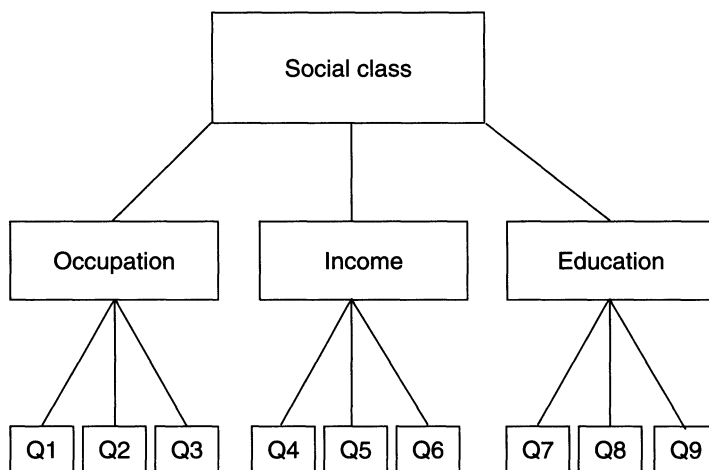 Social class
Occupation Income Education
Q1 Q2 Q3 Q4 Q5 Q6 Q7 Q8 Q9